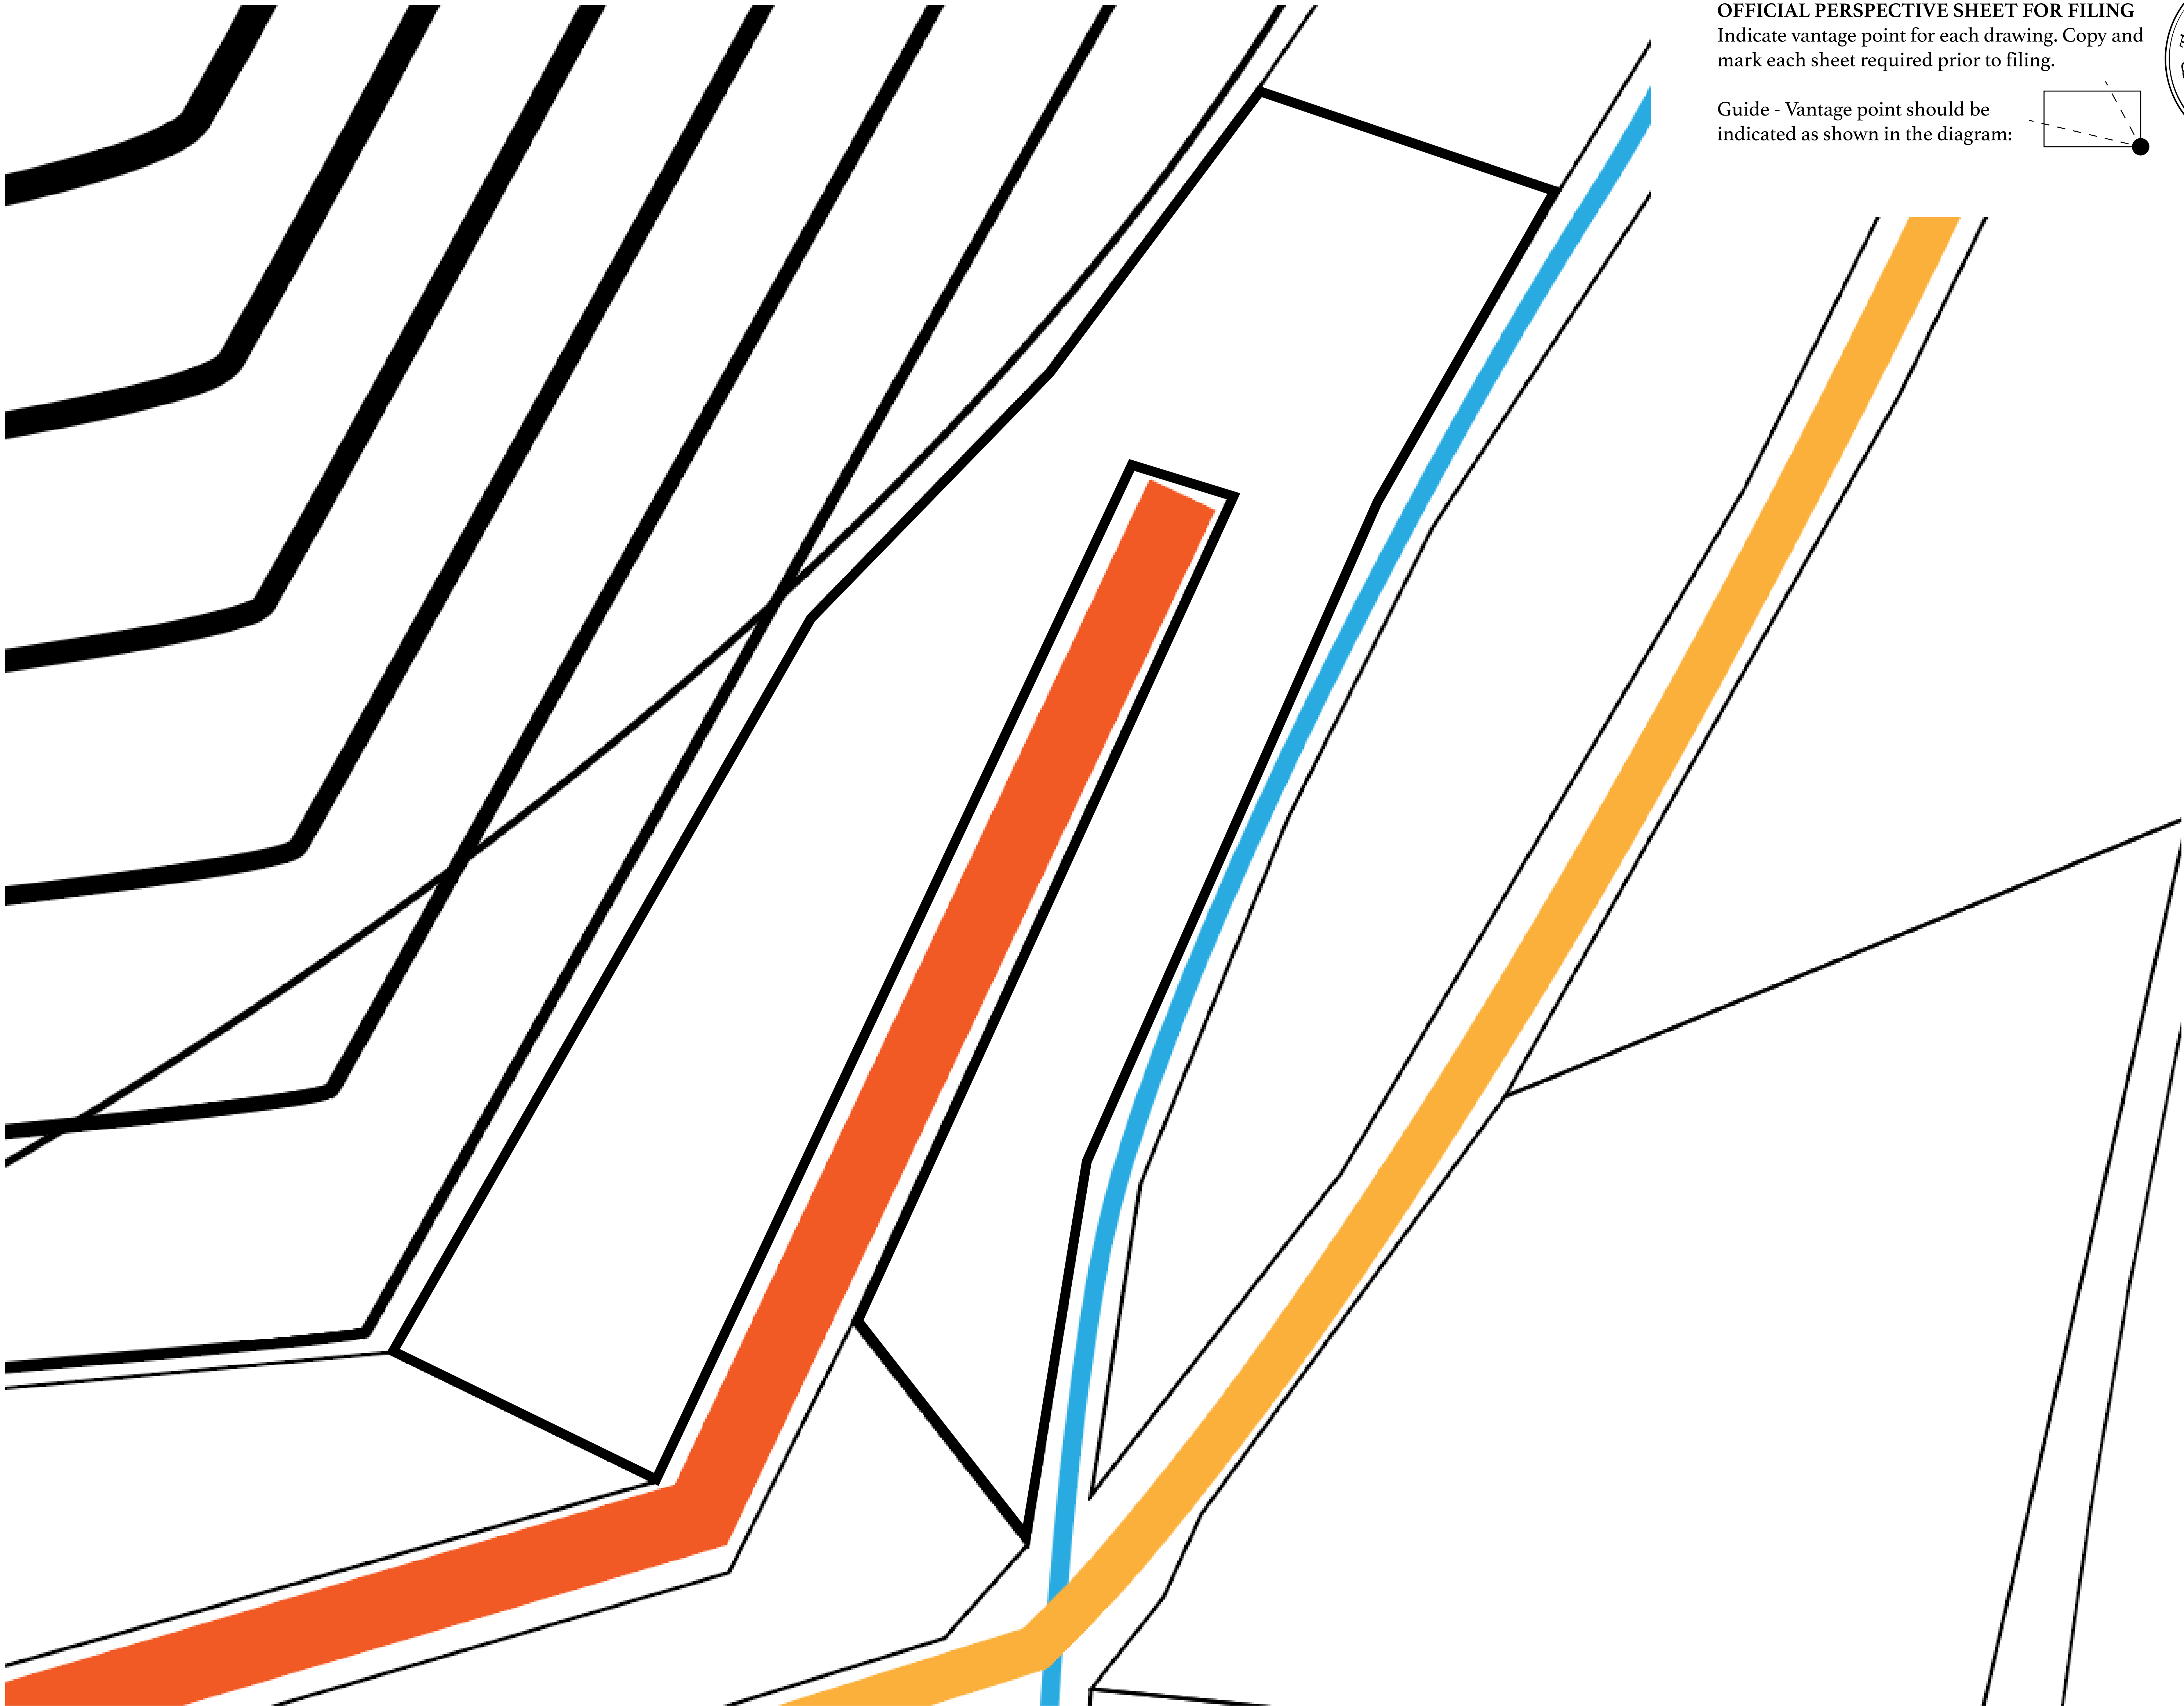 OFFICIAL PERSPECTIVE SHEET FOR FILING
Indicate vantage point for each drawing. Copy and
mark each sheet required prior to filing.
Guide - Vantage point should be
indicated as shown in the diagram: